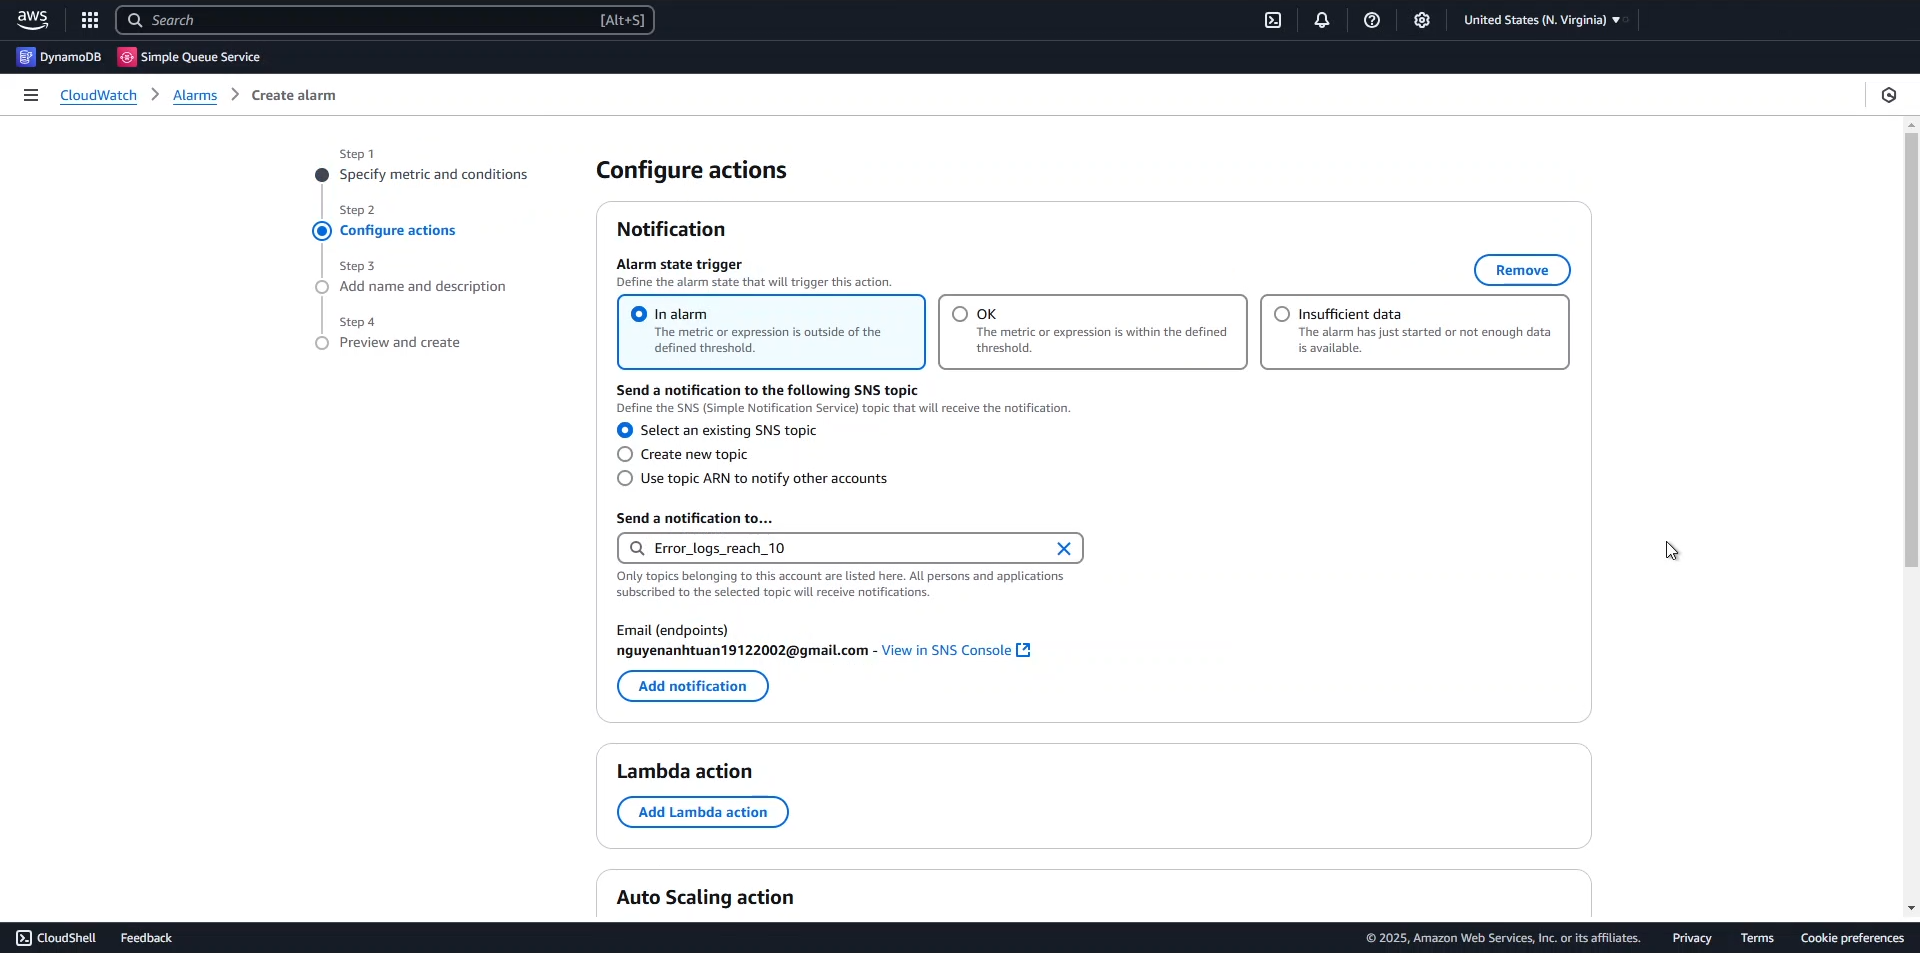 aws
Search [Alt+S]
United States (N. Virginia)
DynamoDB
Simple Queue Service
CloudWatch
Alarms
Create alarm
Step 1
Specify metric and conditions
Step 2
Configure actions
Step 3
Add name and description
Step 4
Preview and create
Configure actions
Notification
Alarm state trigger
Define the alarm state that will trigger this action.
Remove
In alarm
The metric or expression is outside of the
defined threshold.
OK
The metric or expression is within the defined
threshold.
Insufficient data
The alarm has just started or not enough data
is available.
Send a notification to the following SNS topic
Define the SNS (Simple Notification Service) topic that will receive the notification.
Select an existing SNS topic
Create new topic
Use topic ARN to notify other accounts
Send a notification to…
Error_logs_reach_10
Only topics belonging to this account are listed here. All persons and applications
subscribed to the selected topic will receive notifications.
Email (endpoints)
nguyenanhtuan19122002@gmail.com - View in SNS Console
Add notification
Lambda action
Add Lambda action
Auto Scaling action
CloudShell
Feedback
© 2025, Amazon Web Services, Inc. or its affiliates.
Privacy
Terms
Cookie preferences